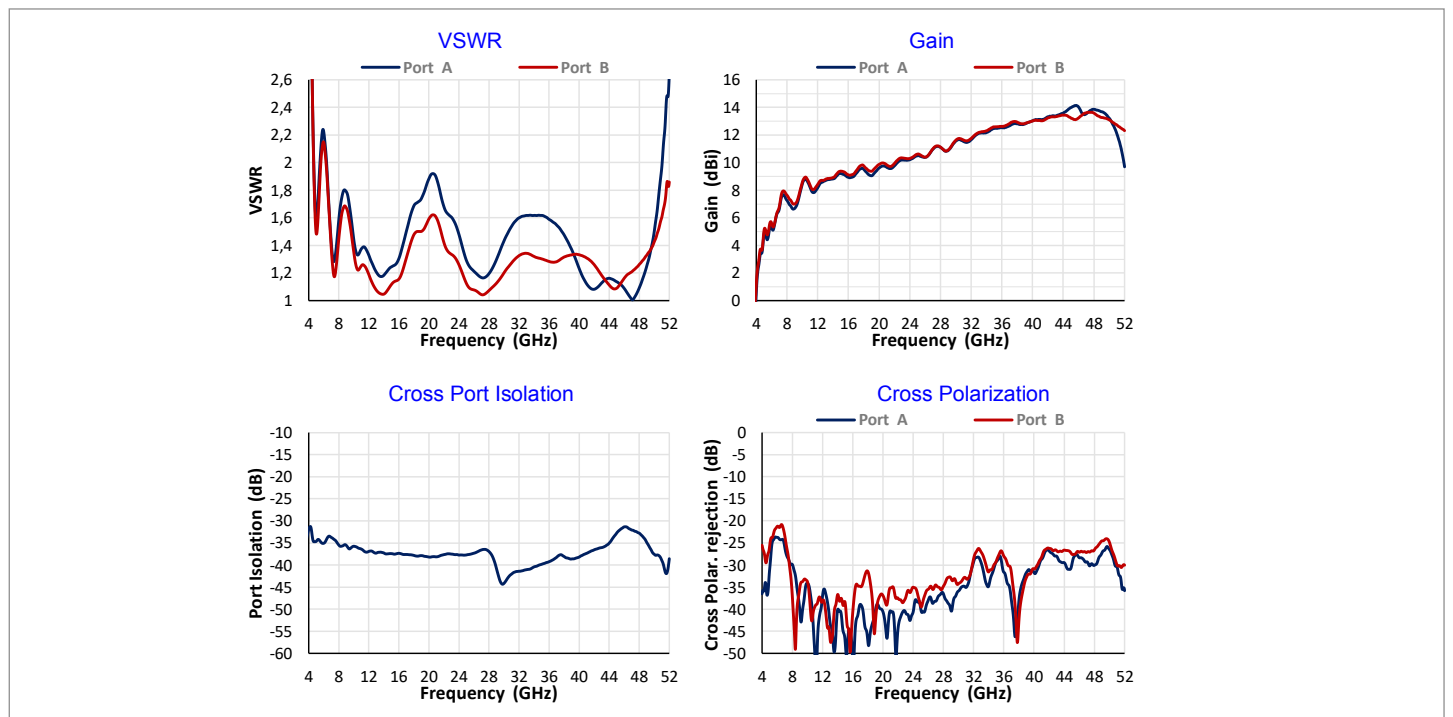 VSWR
Port A Port B
2,6
2,4
2,2
2
1,8
1,6
1,4
1,2
1
VSWR
4 8 12 16 20 24 28 32 36 40 44 48 52
Frequency (GHz)
Gain
Port A Port B
16
14
12
10
8
6
4
2
0
Gain (dBi)
4 8 12 16 20 24 28 32 36 40 44 48 52
Frequency (GHz)
Cross Port Isolation
-10
-15
-20
-25
-30
-35
-40
-45
-50
-55
-60
Port Isolation (dB)
4 8 12 16 20 24 28 32 36 40 44 48 52
Frequency (GHz)
Cross Polarization
Port A Port B
0
-5
-10
-15
-20
-25
-30
-35
-40
-45
-50
Cross Polar. rejection (dB)
4 8 12 16 20 24 28 32 36 40 44 48 52
Frequency (GHz)